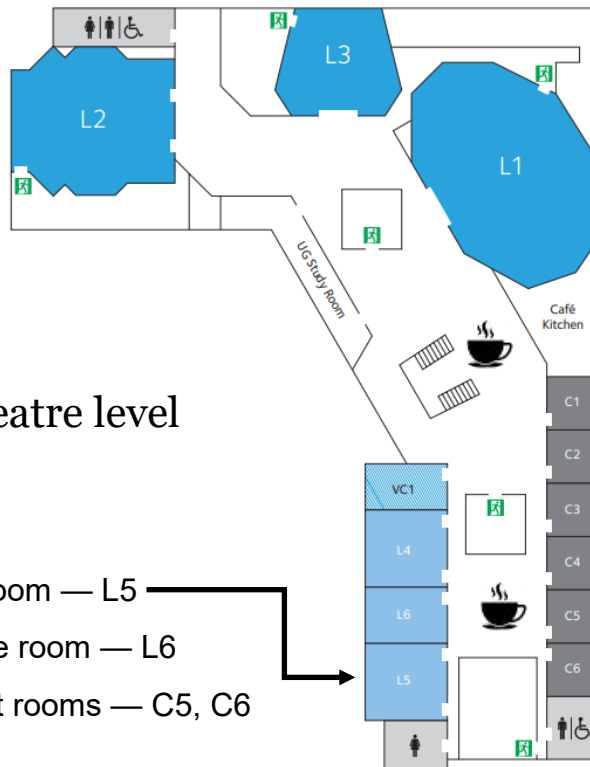 L3
L2
L1
UG Study Room
Café
Kitchen
eatre level
C1
C2
VC1
C3
L4
C4
oom — L5
L6
C5
e room — L6
C6
L5
t rooms — C5, C6